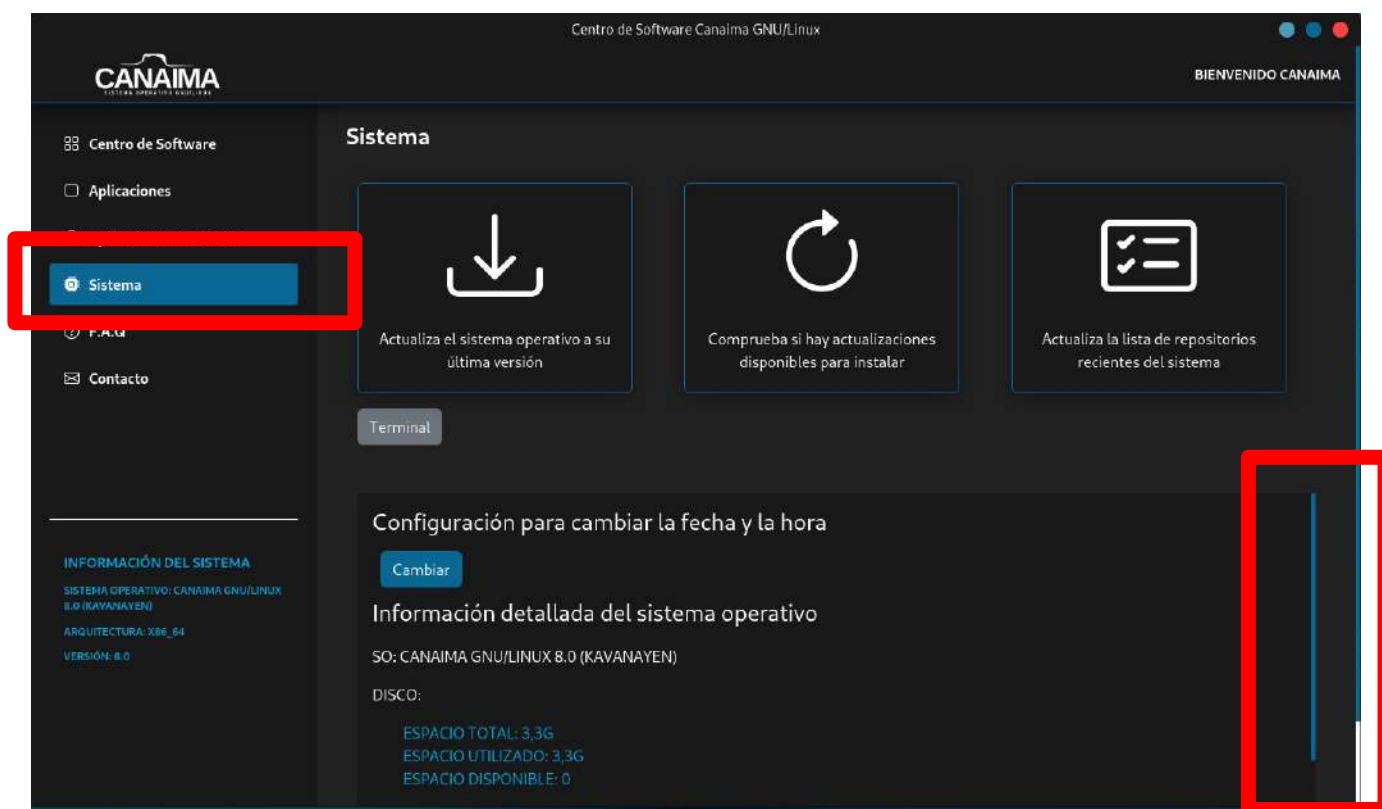 Centro de Software Canaima GNU/Linux
CANAIMA
BIENVENIDO CANAIMA
Centro de Software
Aplicaciones
Sistema
F.A.Q
Contacto
INFORMACIÓN DEL SISTEMA
SISTEMA OPERATIVO: CANAIMA GNU/LINUX
8.0 (KAVANAYEN)
ARQUITECTURA: X86_64
VERSIÓN: 8.0
Sistema
Actualiza el sistema operativo a su
última versión
Comprueba si hay actualizaciones
disponibles para instalar
Actualiza la lista de repositorios
recientes del sistema
Terminal
Configuración para cambiar la fecha y la hora
Cambiar
Información detallada del sistema operativo
SO: CANAIMA GNU/LINUX 8.0 (KAVANAYEN)
DISCO:
ESPACIO TOTAL: 3,3G
ESPACIO UTILIZADO: 3,3G
ESPACIO DISPONIBLE: 0